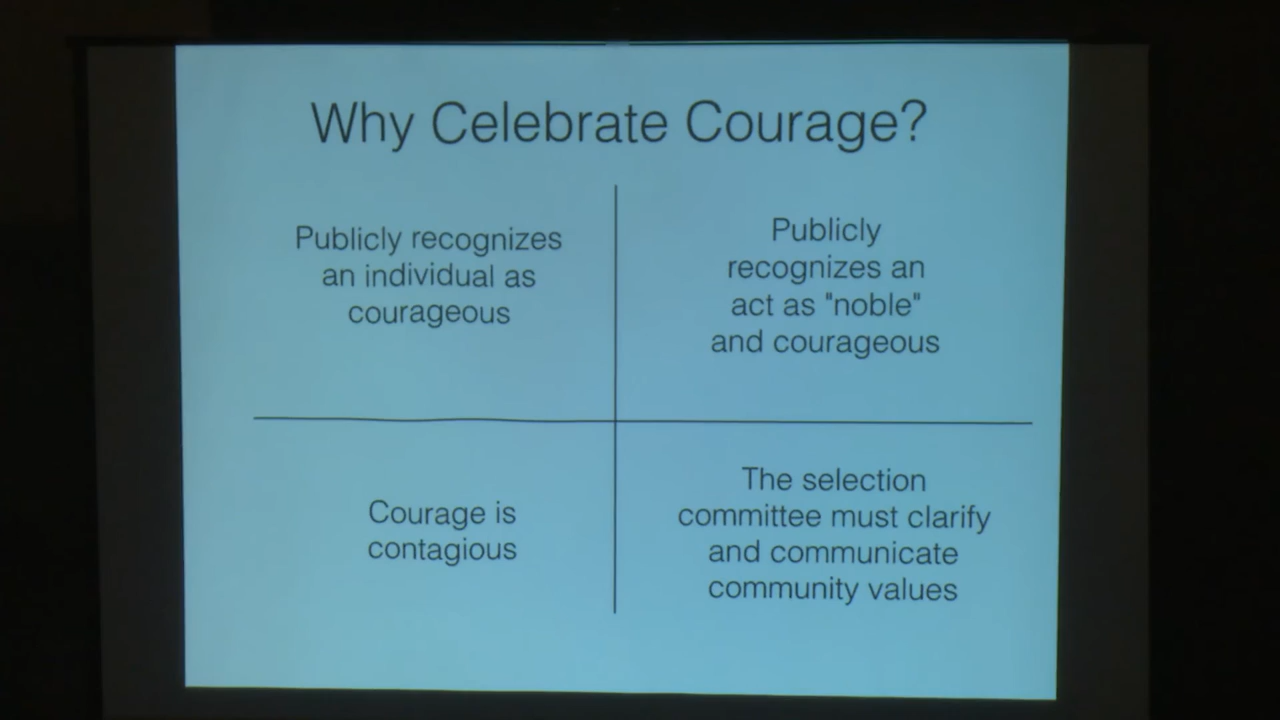 Why Celebrate Courage?
Publicly recognizes
an individual as
courageous
Publicly
recognizes an
act as "noble"
and courageous
Courage is
contagious
The selection
committee must clarify
and communicate
community values